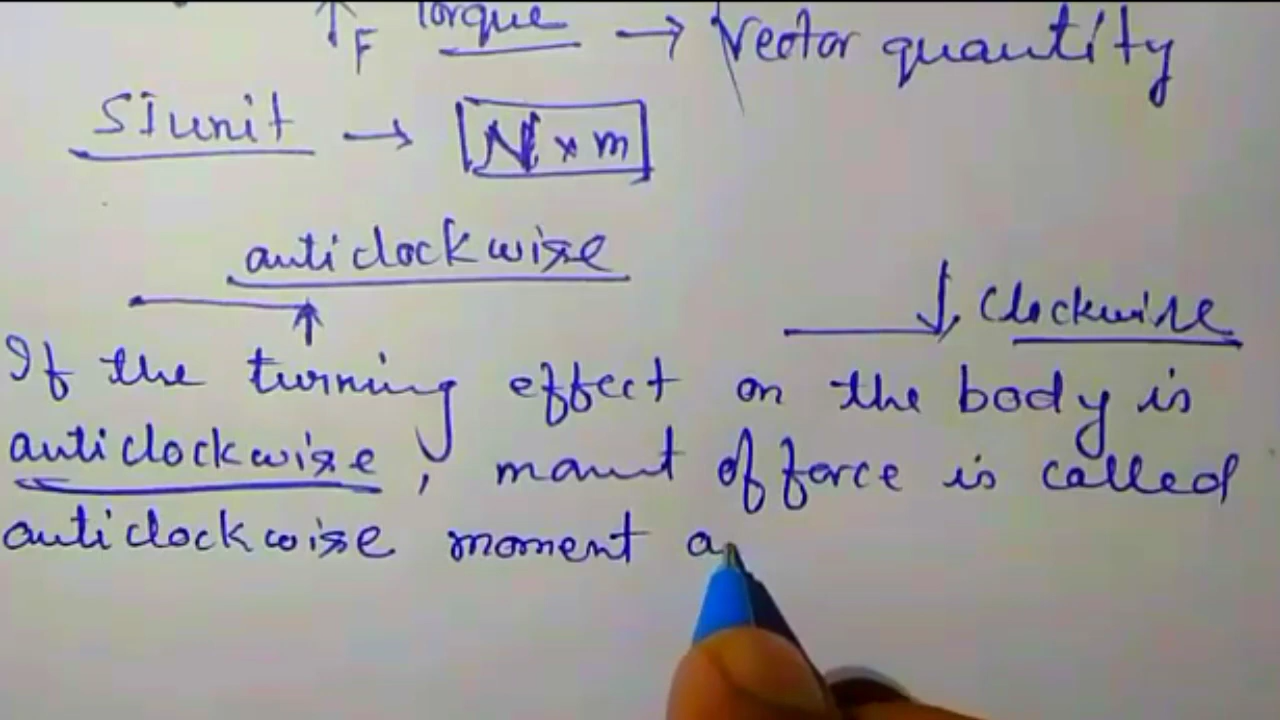 ↑F Torque → Vector quantity
SI unit → N x m
anticlockwise
↓ Clockwise
If the turning effect on the body is
anticlockwise, momnt of force is called
anticlockwise moment a